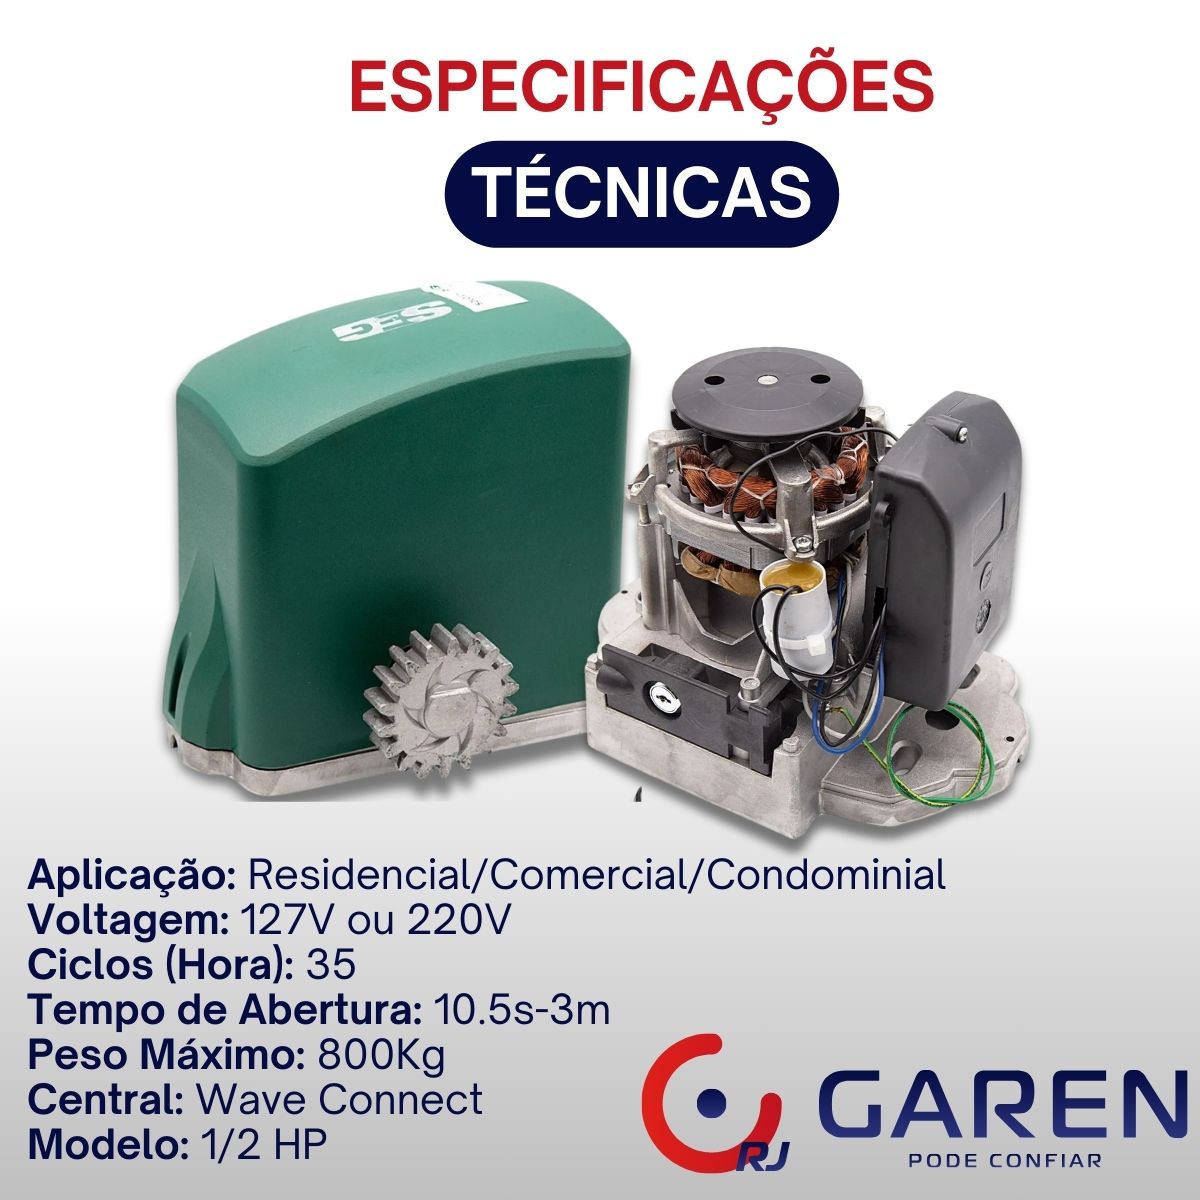 ESPECIFICAÇÕES
TÉCNICAS
SEG
Aplicação: Residencial/Comercial/Condominial
Voltagem: 127V ou 220V
Ciclos (Hora): 35
Tempo de Abertura: 10.5s-3m
Peso Máximo: 800Kg
Central: Wave Connect
Modelo: 1/2 HP
RJ
GAREN
PODE CONFIAR